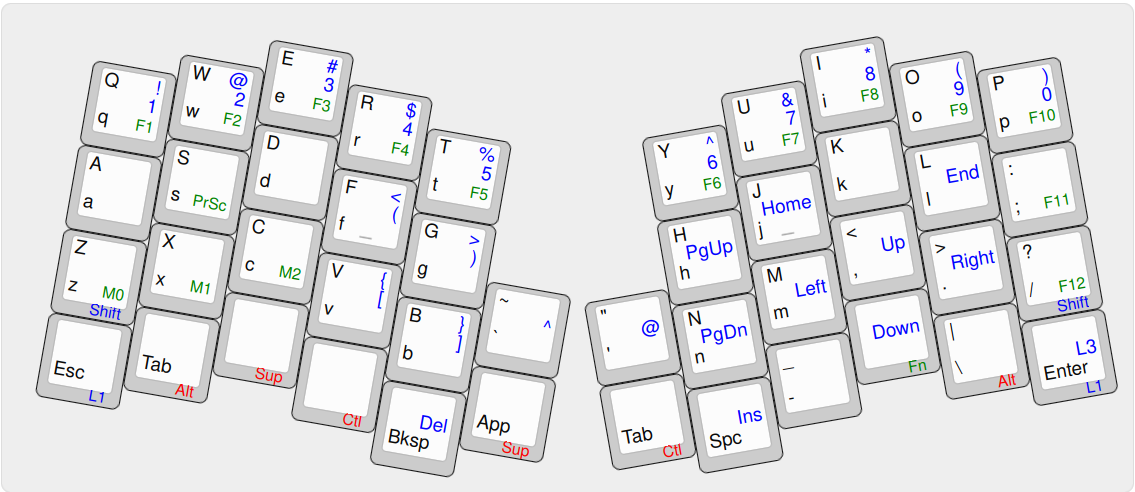 Q ! 1 q F1
W @ 2 w F2
E # 3 e F3
R $ 4 r F4
T % 5 t F5
A a
S s PrSc
D d
F < ( f _
G > ) g
Z z M0 Shift
X x M1
C c M2
V { [ v
B } ] b
~ ` ^
Esc L1
Tab Alt
Sup
Ctl
Del Bksp
App Sup
Y ^ 6 y F6
U & 7 u F7
I * 8 i F8
O ( 9 o F9
P ) 0 p F10
H PgUp h
J Home j _
K k
L End l
: ; F11
" @ '
N PgDn n
M Left m
< Up ,
> Right .
? / F12 Shift
Tab Ctl
Ins Spc
_ -
Down Fn
| \ Alt
L3 Enter L1